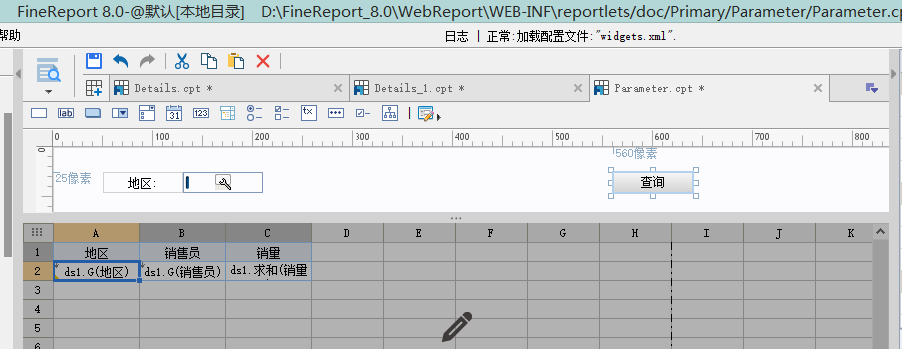 FineReport 8.0-@默认[本地目录] D:\FineReport_8.0\WebReport\WEB-INF\reportlets\doc\Primary/Parameter/Parameter.cp
帮助 日志 | 正常:加载配置文件:"widgets.xml".
Details.cpt * Details_1.cpt * Parameter.cpt *
0 100 200 300 400 500 600 700 800
560像素
25像素 地区: 查询
A B C D E F G H I J K
1 地区 销售员 销量
2 ds1.G(地区) ds1.G(销售员) ds1.求和(销量
3
4
5
6